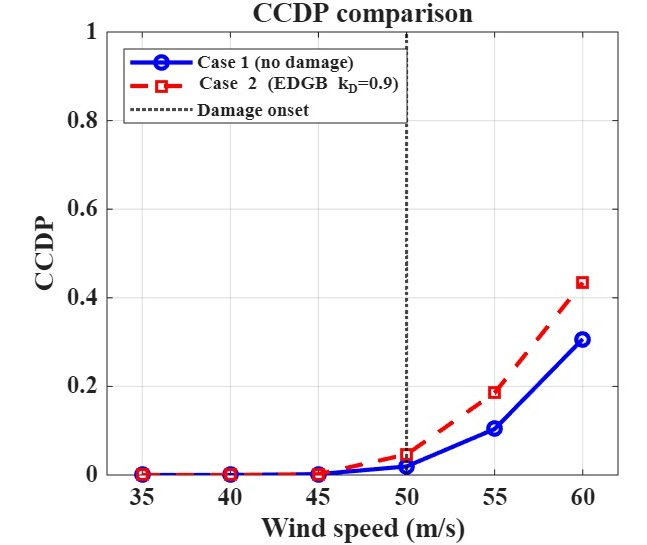 CCDP comparison
1
0.8
0.6
0.4
0.2
0
CCDP
Case 1 (no damage)
Case 2 (EDGB k_D=0.9)
Damage onset
35 40 45 50 55 60
Wind speed (m/s)